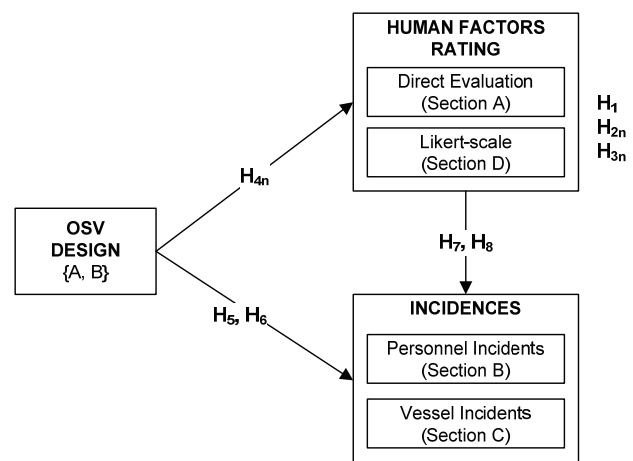 HUMAN FACTORS
RATING
Direct Evaluation
(Section A)
Likert-scale
(Section D)
H₁
H₂ₙ
H₃ₙ
H₄ₙ
OSV
DESIGN
{A, B}
H₇, H₈
H₅, H₆
INCIDENCES
Personnel Incidents
(Section B)
Vessel Incidents
(Section C)